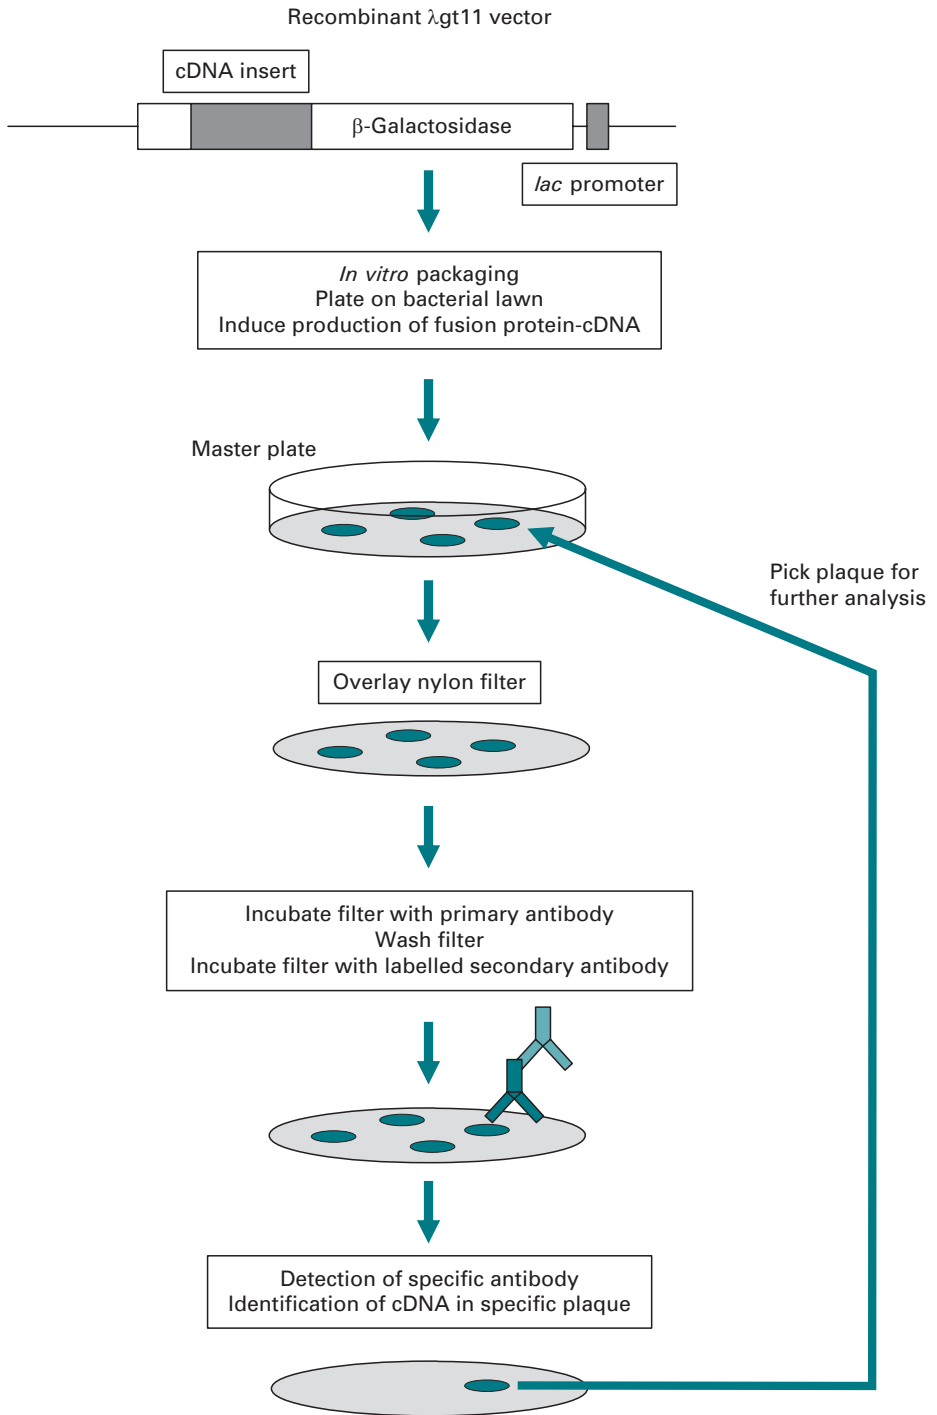 Recombinant λgt11 vector
cDNA insert
β-Galactosidase
lac promoter
In vitro packaging
Plate on bacterial lawn
Induce production of fusion protein-cDNA
Master plate
Pick plaque for
further analysis
Overlay nylon filter
Incubate filter with primary antibody
Wash filter
Incubate filter with labelled secondary antibody
Detection of specific antibody
Identification of cDNA in specific plaque